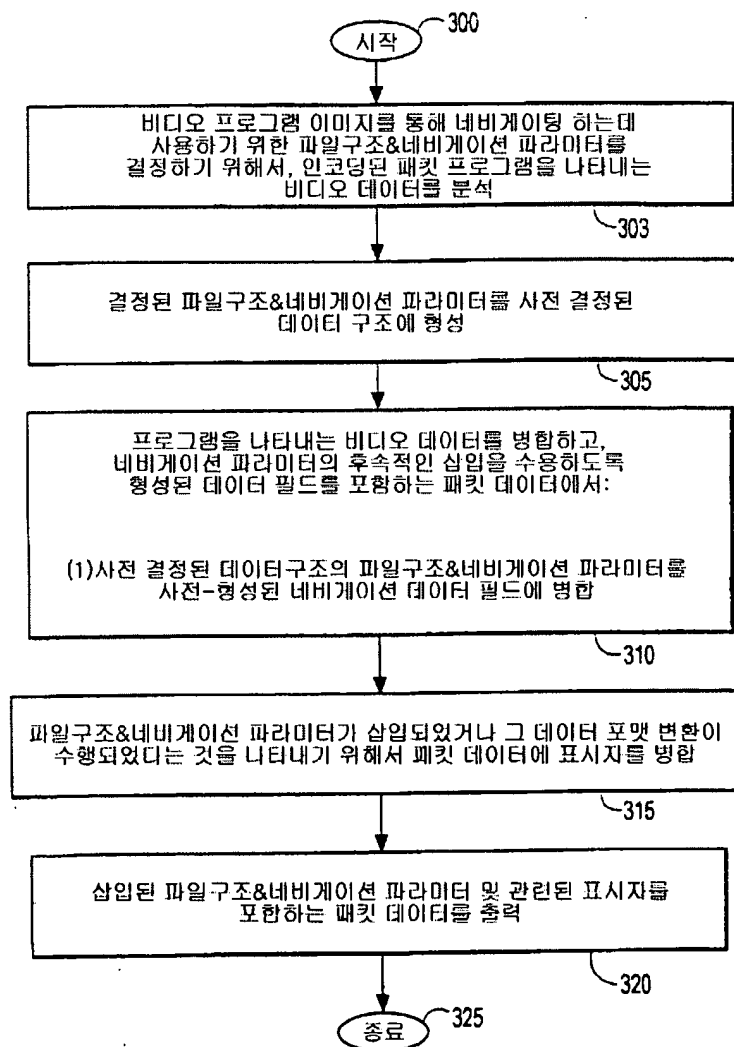 시작
300
비디오 프로그램 이미지를 통해 네비게이팅 하는데
사용하기 위한 파일구조&네비게이션 파라미터를
결정하기 위해서, 인코딩된 패킷 프로그램을 나타내는
비디오 데이터를 분석
303
결정된 파일구조&네비게이션 파라미터를 사전 결정된
데이터 구조에 형성
305
프로그램을 나타내는 비디오 데이터를 병합하고,
네비게이션 파라미터의 후속적인 삽입을 수용하도록
형성된 데이터 필드를 포함하는 패킷 데이터에서:
(1)사전 결정된 데이터구조의 파일구조&네비게이션 파라미터를
사전-형성된 네비게이션 데이터 필드에 병합
310
파일구조&네비게이션 파라미터가 삽입되었거나 그 데이터 포맷 변환이
수행되었다는 것을 나타내기 위해서 패킷 데이터에 표시자를 병합
315
삽입된 파일구조&네비게이션 파라미터 및 관련된 표시자를
포함하는 패킷 데이터를 출력
320
종료
325